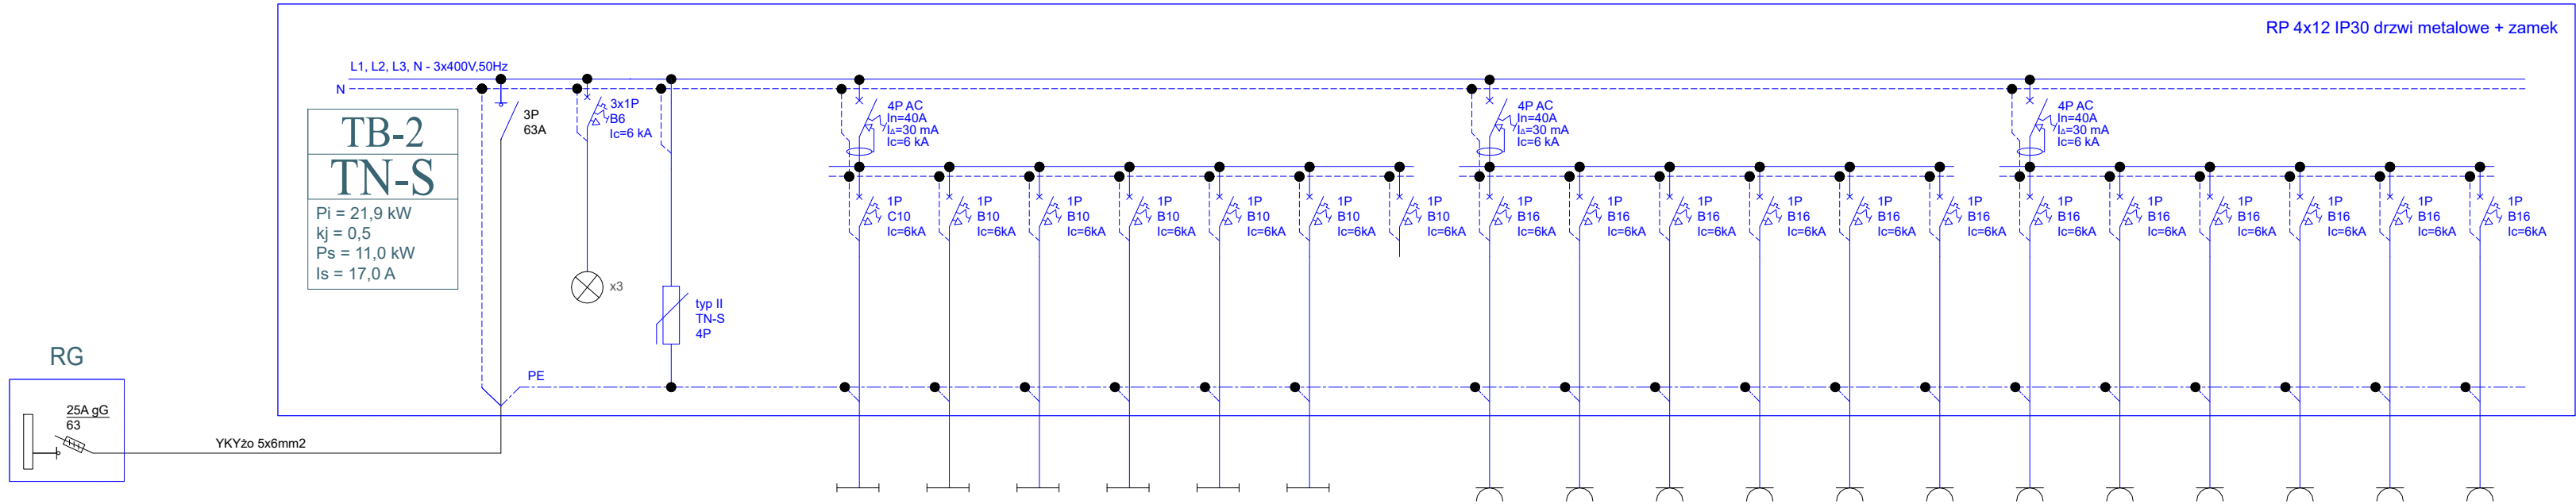 RP 4x12 IP30 drzwi metalowe + zamek
L1, L2, L3, N - 3x400V,50Hz
N
TB-2
TN-S
Pi = 21,9 kW
kj = 0,5
Ps = 11,0 kW
Is = 17,0 A
3P
63A
3x1P
B6
Ic=6 kA
x3
typ II
TN-S
4P
4P AC
In=40A
I∆=30 mA
Ic=6 kA
4P AC
In=40A
I∆=30 mA
Ic=6 kA
4P AC
In=40A
I∆=30 mA
Ic=6 kA
1P
C10
Ic=6kA
1P
B10
Ic=6kA
1P
B10
Ic=6kA
1P
B10
Ic=6kA
1P
B10
Ic=6kA
1P
B10
Ic=6kA
1P
B10
Ic=6kA
1P
B16
Ic=6kA
1P
B16
Ic=6kA
1P
B16
Ic=6kA
1P
B16
Ic=6kA
1P
B16
Ic=6kA
1P
B16
Ic=6kA
1P
B16
Ic=6kA
1P
B16
Ic=6kA
1P
B16
Ic=6kA
1P
B16
Ic=6kA
1P
B16
Ic=6kA
1P
B16
Ic=6kA
PE
RG
25A gG
63
YKYżo 5x6mm2